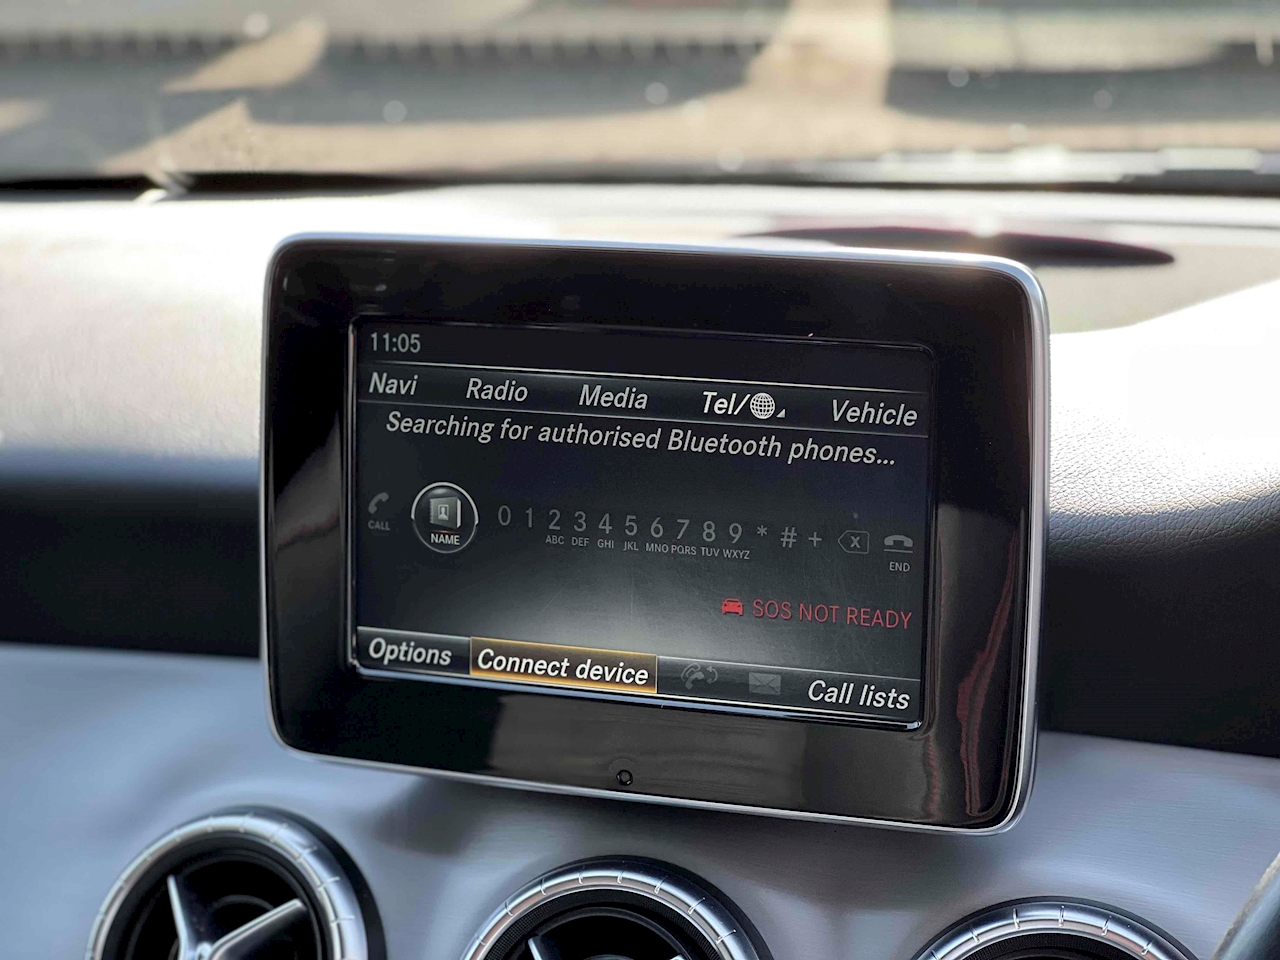 11:05
Navi Radio Media Tel/ Vehicle
Searching for authorised Bluetooth phones...
CALL NAME 0 1 2 3 4 5 6 7 8 9 * # + X END
ABC DEF GHI JKL MNO PQRS TUV WXYZ
SOS NOT READY
Options Connect device Call lists